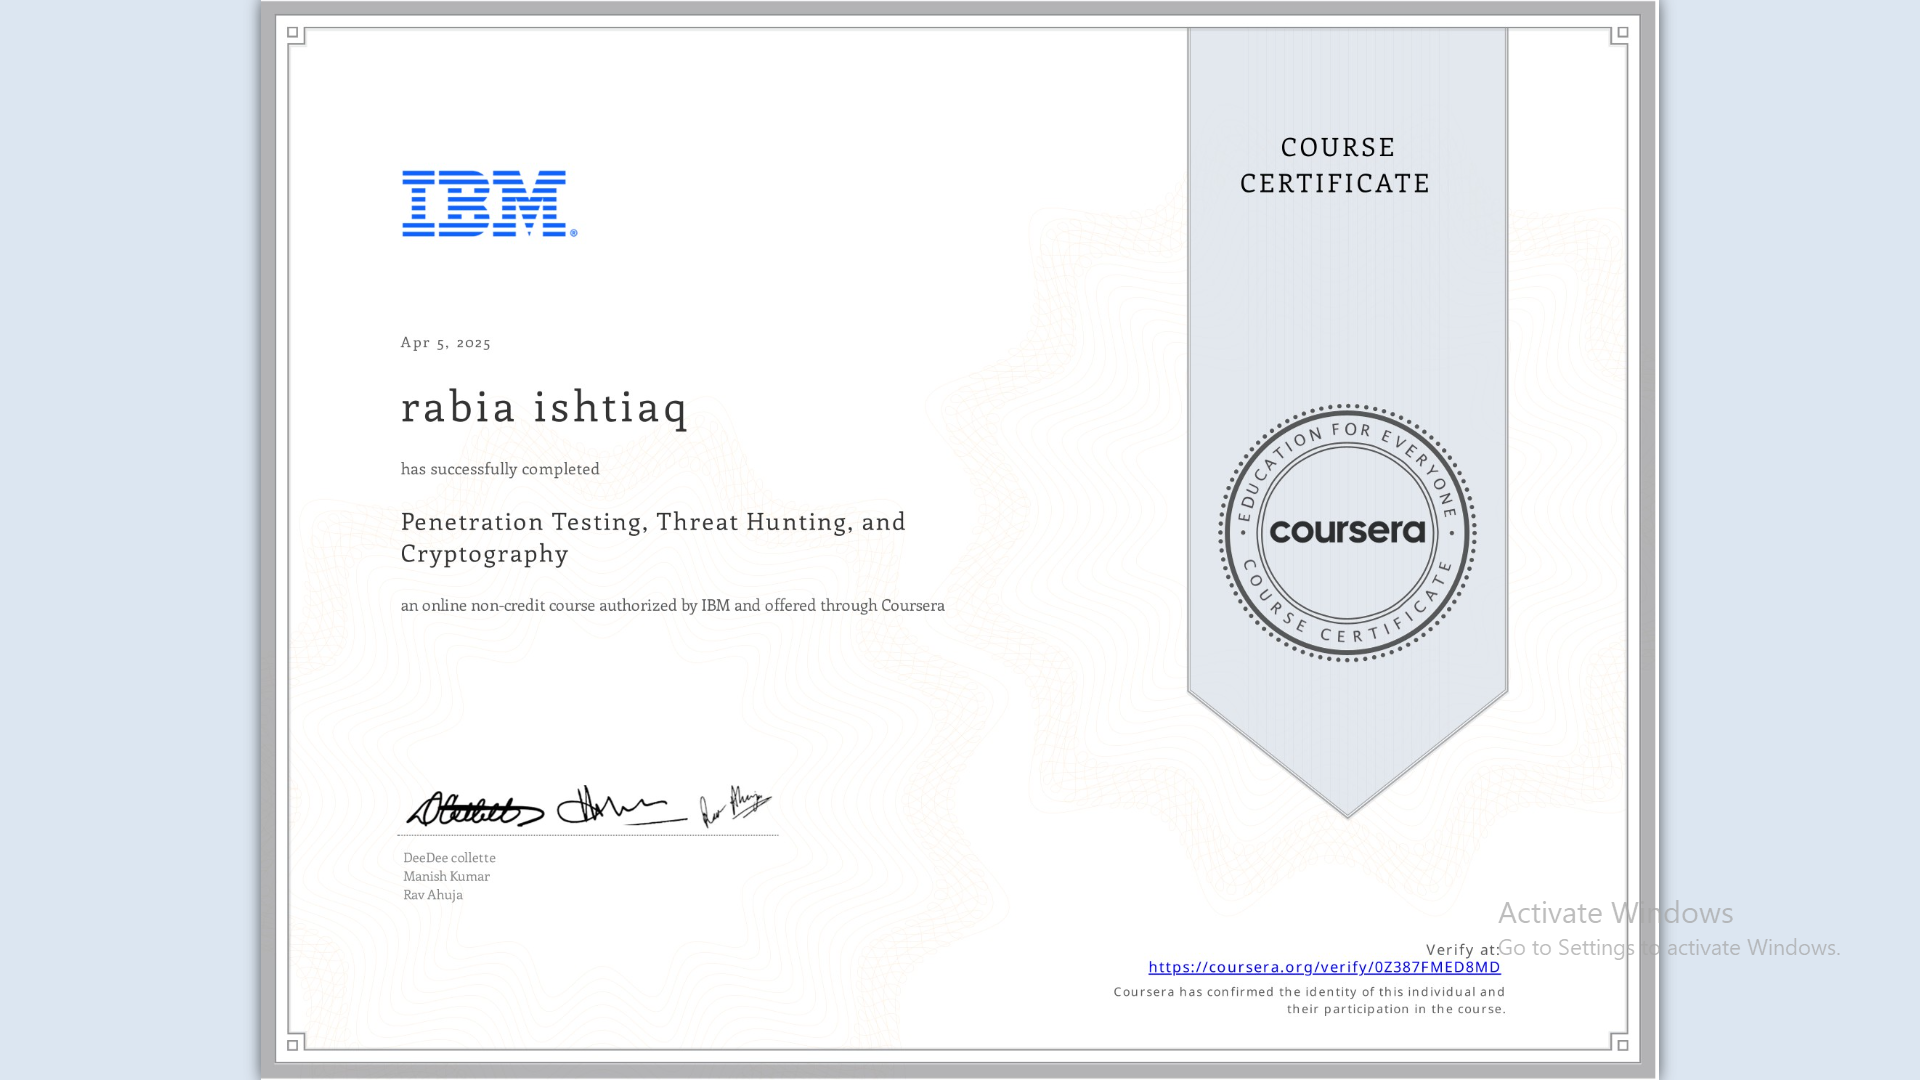 COURSE
CERTIFICATE
IBM®
Apr 5, 2025
rabia ishtiaq
has successfully completed
Penetration Testing, Threat Hunting, and
Cryptography
an online non-credit course authorized by IBM and offered through Coursera
EDUCATION FOR EVERYONE
coursera
COURSE CERTIFICATE
DeeDee collette
Manish Kumar
Rav Ahuja
Activate Windows
Go to Settings to activate Windows.
Verify at:
https://coursera.org/verify/0Z387FMED8MD
Coursera has confirmed the identity of this individual and
their participation in the course.